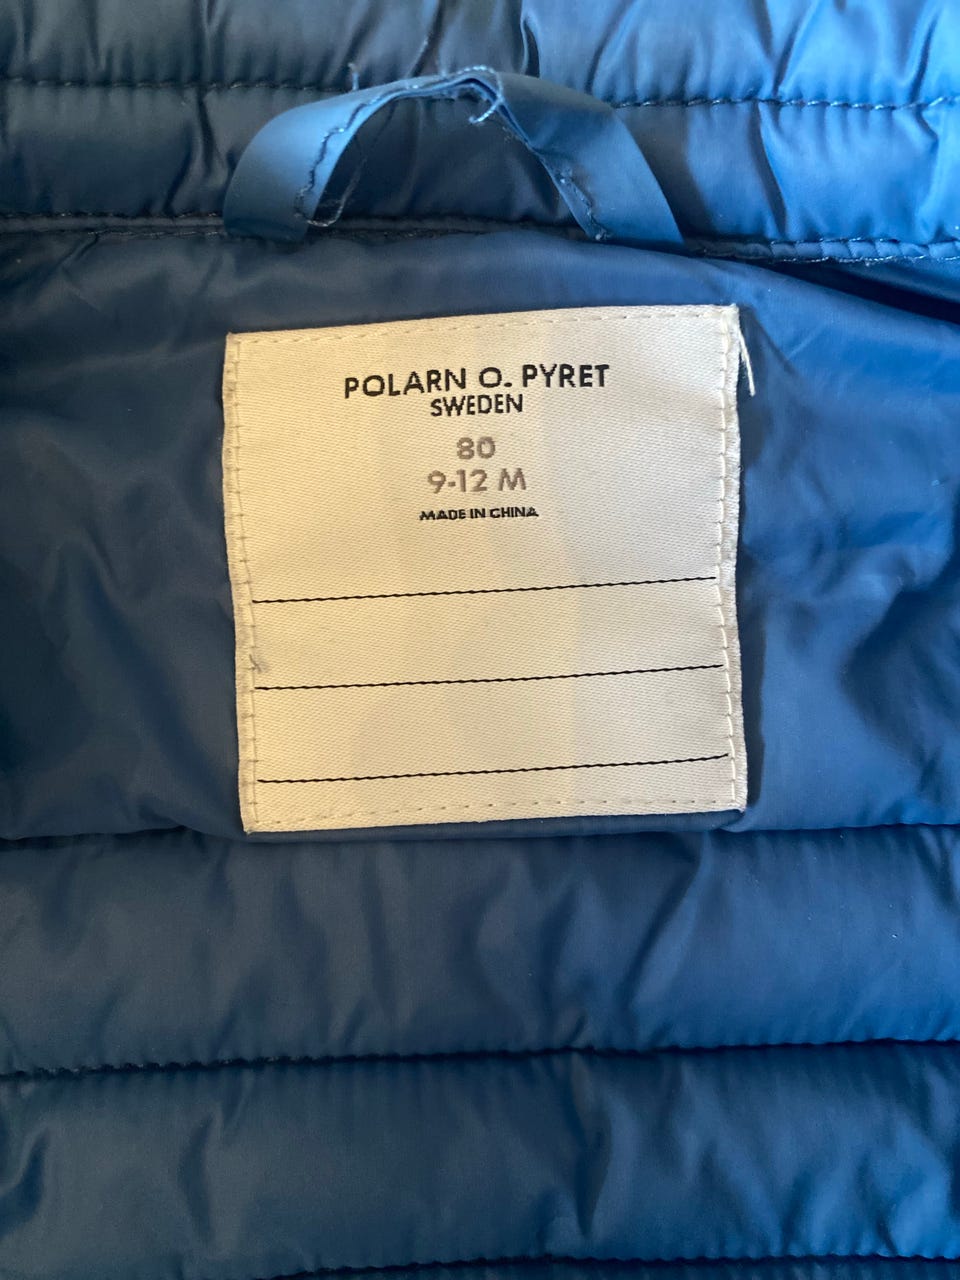 POLARN O. PYRET
SWEDEN
80
9-12 M
MADE IN CHINA